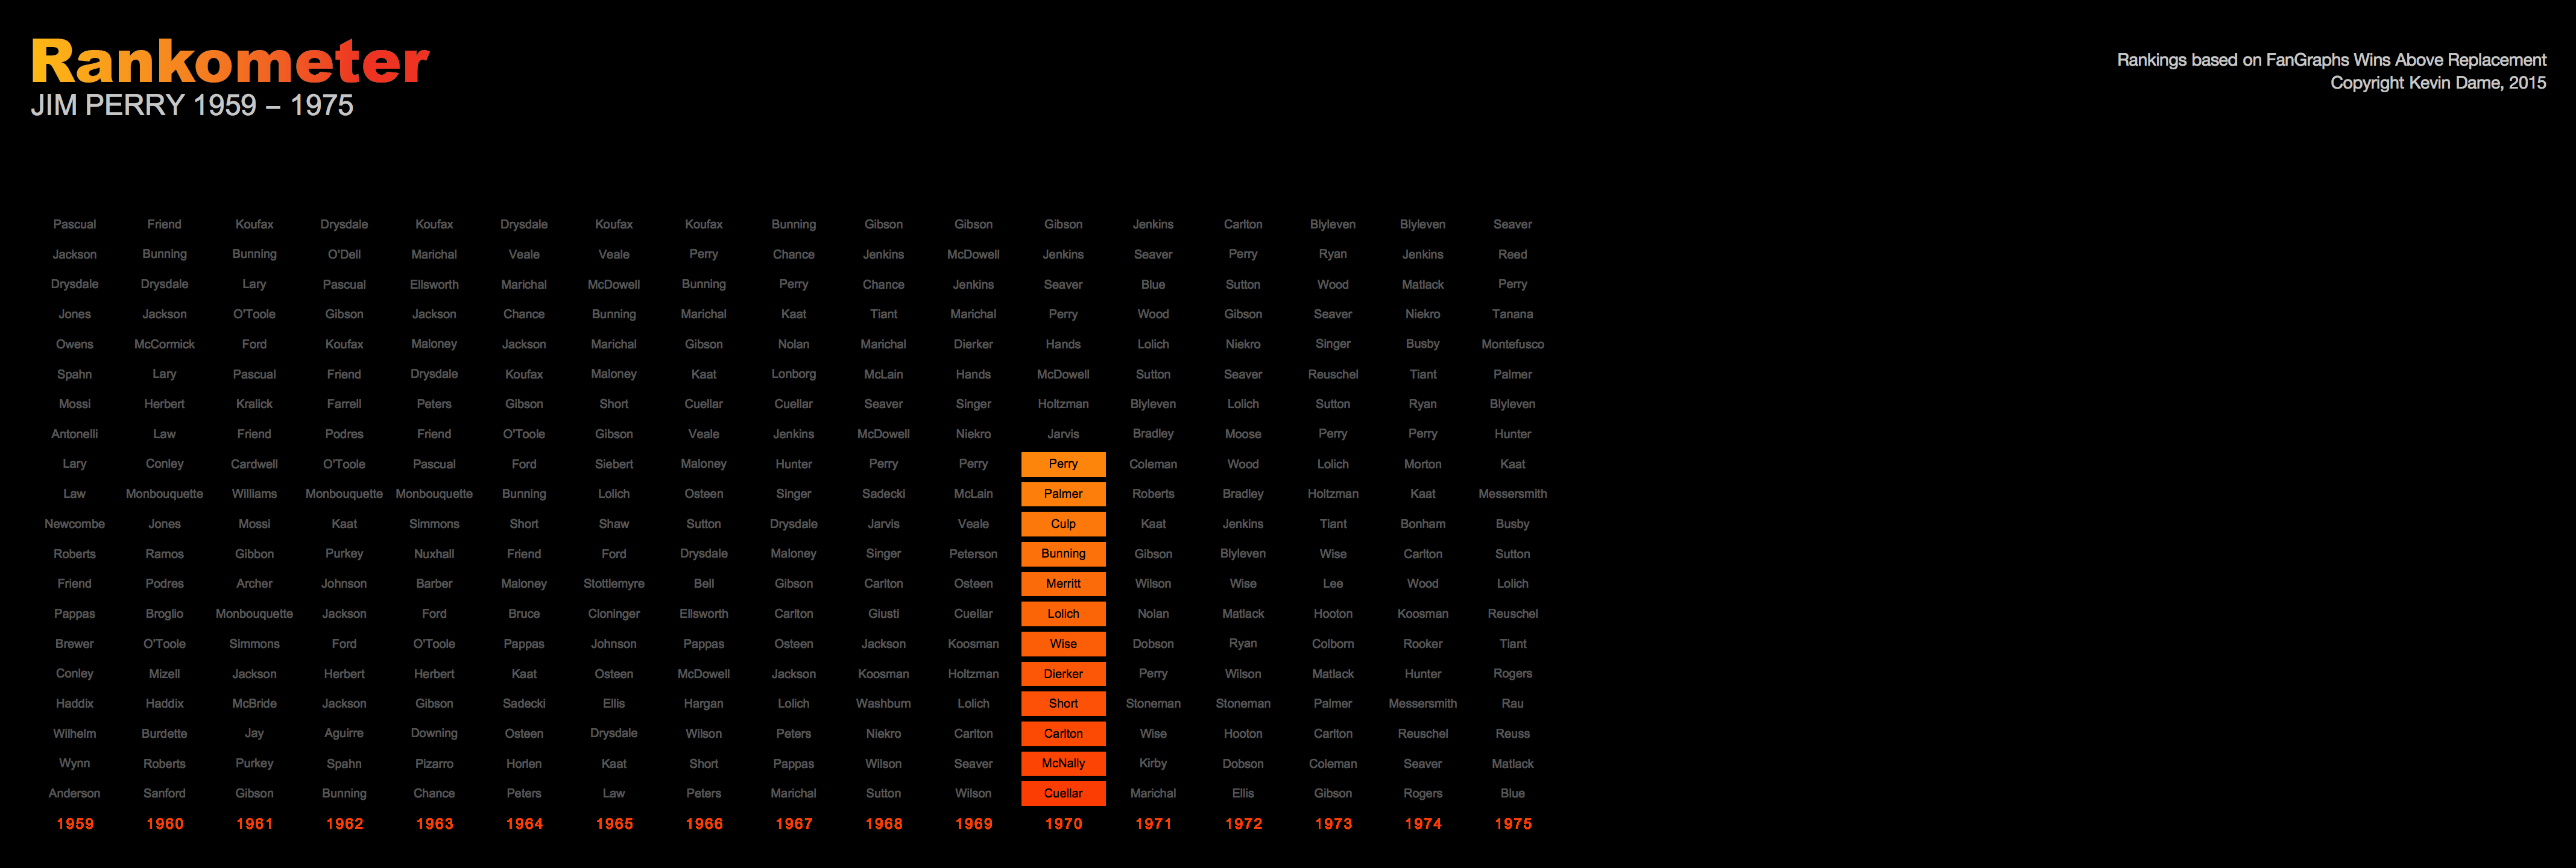 Rankometer
JIM PERRY 1959 – 1975
Rankings based on FanGraphs Wins Above Replacement
Copyright Kevin Dame, 2015
Pascual Friend Koufax Drysdale Koufax Drysdale Koufax Koufax Bunning Gibson Gibson Gibson Jenkins Carlton Blyleven Blyleven Seaver
Jackson Bunning Bunning O'Dell Marichal Veale Veale Perry Chance Jenkins McDowell Jenkins Seaver Perry Ryan Jenkins Reed
Drysdale Drysdale Lary Pascual Ellsworth Marichal McDowell Bunning Perry Chance Jenkins Seaver Blue Sutton Wood Matlack Perry
Jones Jackson O'Toole Gibson Jackson Chance Bunning Marichal Kaat Tiant Marichal Perry Wood Gibson Seaver Niekro Tanana
Owens McCormick Ford Koufax Maloney Jackson Marichal Gibson Nolan Marichal Dierker Hands Lolich Niekro Singer Busby Montefusco
Spahn Lary Pascual Friend Drysdale Koufax Maloney Kaat Lonborg McLain Hands McDowell Sutton Seaver Reuschel Tiant Palmer
Mossi Herbert Kralick Farrell Peters Gibson Short Cuellar Cuellar Seaver Singer Holtzman Blyleven Lolich Sutton Ryan Blyleven
Antonelli Law Friend Podres Friend O'Toole Gibson Veale Jenkins McDowell Niekro Jarvis Bradley Moose Perry Perry Hunter
Lary Conley Cardwell O'Toole Pascual Ford Siebert Maloney Hunter Perry Perry Perry Coleman Wood Lolich Morton Kaat
Law Monbouquette Williams Monbouquette Monbouquette Bunning Lolich Osteen Singer Sadecki McLain Palmer Roberts Bradley Holtzman Kaat Messersmith
Newcombe Jones Mossi Kaat Simmons Short Shaw Sutton Drysdale Jarvis Veale Culp Kaat Jenkins Tiant Bonham Busby
Roberts Ramos Gibbon Purkey Nuxhall Friend Ford Drysdale Maloney Singer Peterson Bunning Gibson Blyleven Wise Carlton Sutton
Friend Podres Archer Johnson Barber Maloney Stottlemyre Bell Gibson Carlton Osteen Merritt Wilson Wise Lee Wood Lolich
Pappas Broglio Monbouquette Jackson Ford Bruce Cloninger Ellsworth Carlton Giusti Cuellar Lolich Nolan Matlack Hooton Koosman Reuschel
Brewer O'Toole Simmons Ford O'Toole Pappas Johnson Pappas Osteen Jackson Koosman Wise Dobson Ryan Colborn Rooker Tiant
Conley Mizell Jackson Herbert Herbert Kaat Osteen McDowell Jackson Koosman Holtzman Dierker Perry Wilson Matlack Hunter Rogers
Haddix Haddix McBride Jackson Gibson Sadecki Ellis Hargan Lolich Washburn Lolich Short Stoneman Stoneman Palmer Messersmith Rau
Wilhelm Burdette Jay Aguirre Downing Osteen Drysdale Wilson Peters Niekro Carlton Carlton Wise Hooton Carlton Reuschel Reuss
Wynn Roberts Purkey Spahn Pizarro Horlen Kaat Short Pappas Wilson Seaver McNally Kirby Dobson Coleman Seaver Matlack
Anderson Sanford Gibson Bunning Chance Peters Law Peters Marichal Sutton Wilson Cuellar Marichal Ellis Gibson Rogers Blue
1959 1960 1961 1962 1963 1964 1965 1966 1967 1968 1969 1970 1971 1972 1973 1974 1975